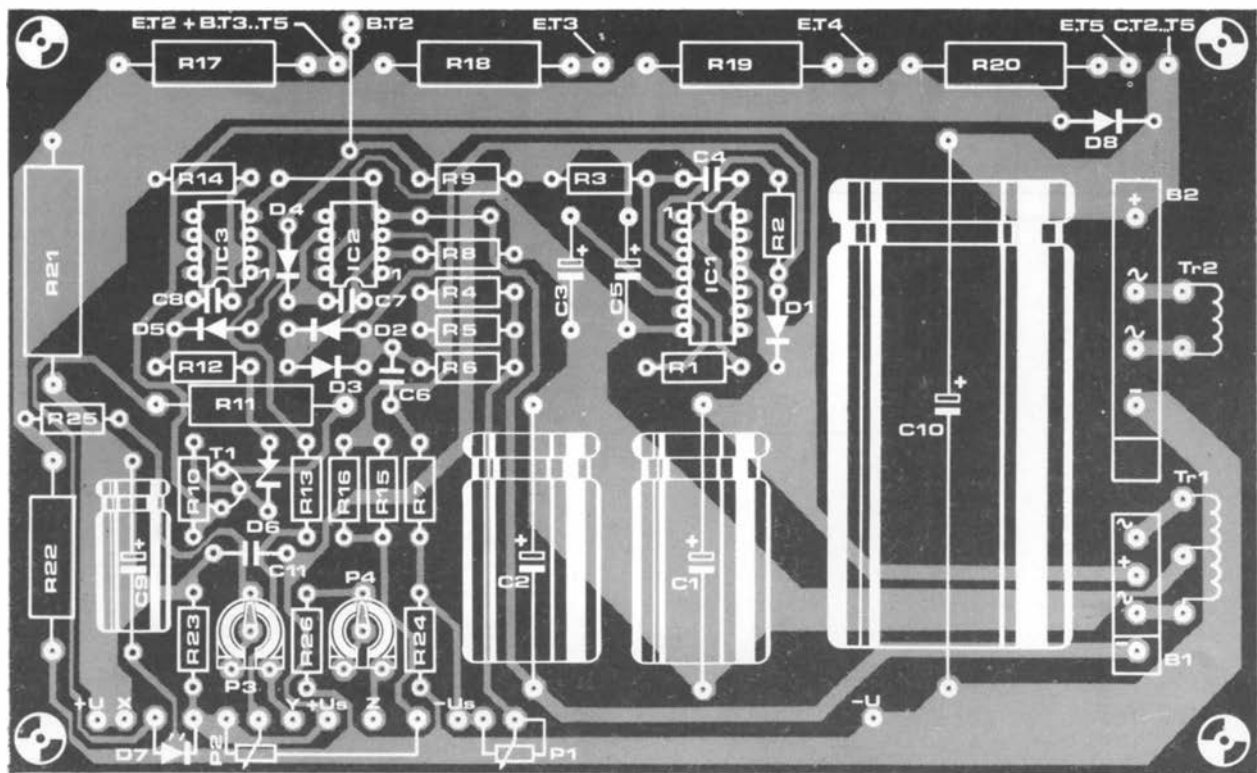 E.T2 + B.T3...T5
B.T2
E.T3
E.T4
E.T5
C.T2...T5
R17
R18
R19
R20
D8
R14
R9
R3
C4
D4
R2
B2
R21
IC3
1
IC2
1
R8
1
IC1
C3
C5
C8
C7
R4
D1
Tr2
D5
D2
R5
R12
D3
R6
R1
R11
C6
R25
C10
R10
T1
R13
R16
R15
R7
Tr1
D6
R22
C9
C11
C2
C1
P4
R23
R26
R24
P3
B1
+U
X
Y
+Us
Z
-Us
-U
D7
P2
P1